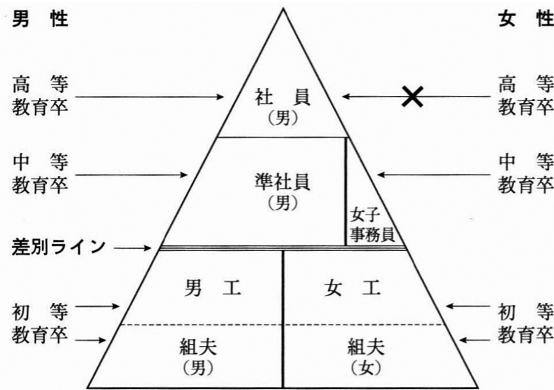 男 性
女 性
高 等
教育卒
社 員
(男)
高 等
教育卒
中 等
教育卒
準社員
(男)
女子
事務員
中 等
教育卒
差別ライン
初 等
教育卒
男 工
女 工
初 等
教育卒
組夫
(男)
組夫
(女)